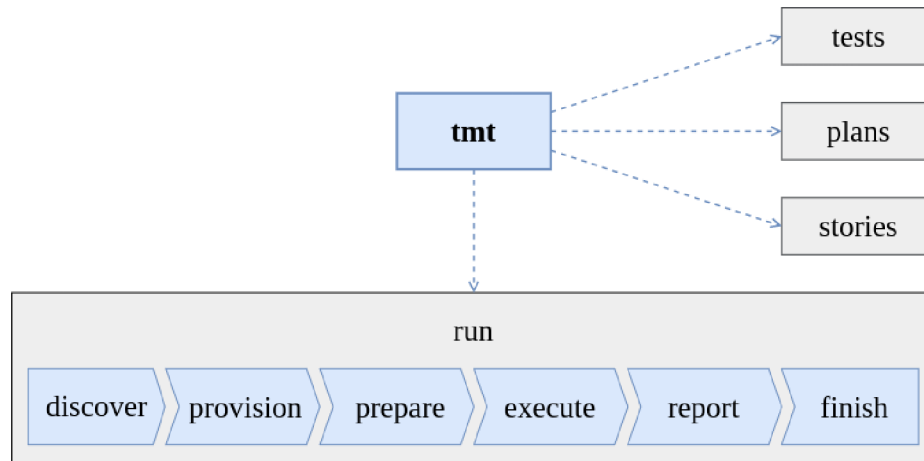 tests
tmt
plans
stories
run
discover provision prepare execute report finish